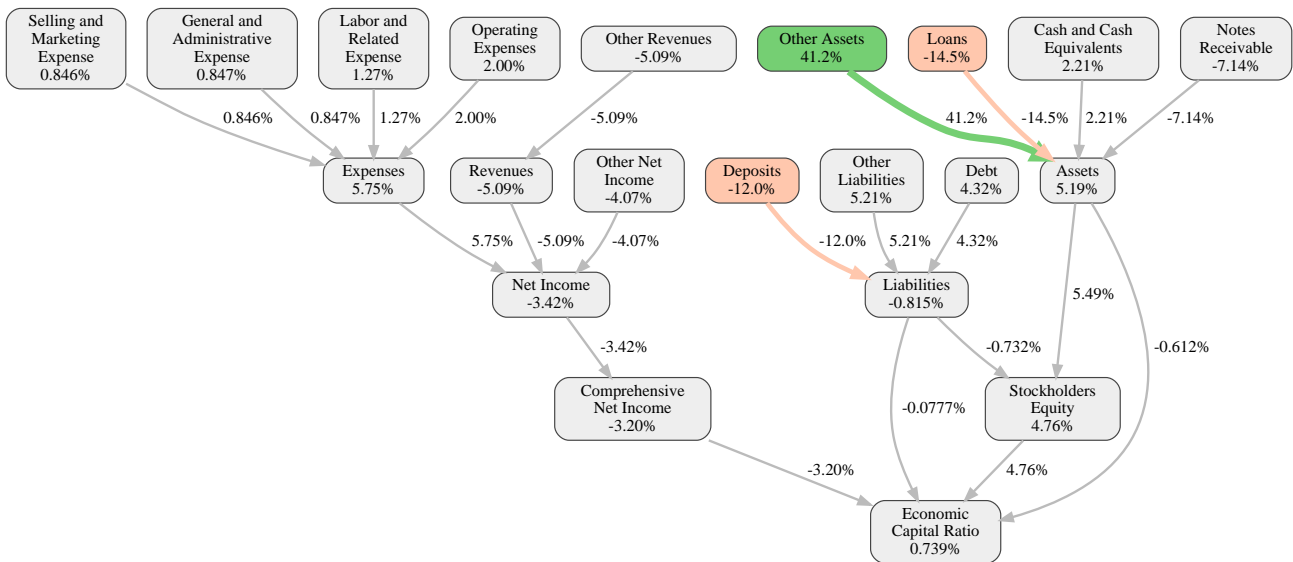 Selling and
Marketing
Expense
0.846%
General and
Administrative
Expense
0.847%
Labor and
Related
Expense
1.27%
Operating
Expenses
2.00%
Other Revenues
-5.09%
Other Assets
41.2%
Loans
-14.5%
Cash and Cash
Equivalents
2.21%
Notes
Receivable
-7.14%
0.846%
0.847%
1.27%
2.00%
-5.09%
41.2%
-14.5%
2.21%
-7.14%
Expenses
5.75%
Revenues
-5.09%
Other Net
Income
-4.07%
Deposits
-12.0%
Other
Liabilities
5.21%
Debt
4.32%
Assets
5.19%
5.75%
-5.09%
-4.07%
-12.0%
5.21%
4.32%
Net Income
-3.42%
Liabilities
-0.815%
5.49%
-3.42%
-0.732%
-0.612%
Comprehensive
Net Income
-3.20%
-0.0777%
Stockholders
Equity
4.76%
-3.20%
4.76%
Economic
Capital Ratio
0.739%